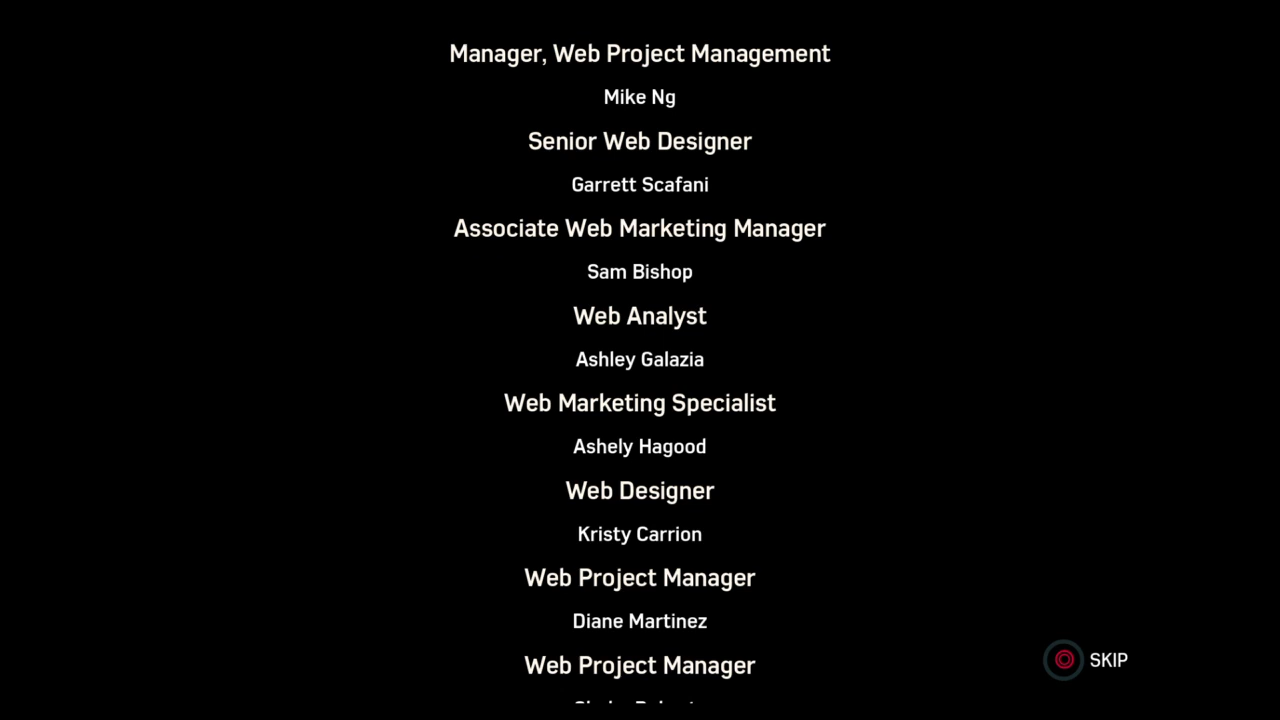 Manager, Web Project Management
Mike Ng
Senior Web Designer
Garrett Scafani
Associate Web Marketing Manager
Sam Bishop
Web Analyst
Ashley Galazia
Web Marketing Specialist
Ashely Hagood
Web Designer
Kristy Carrion
Web Project Manager
Diane Martinez
Web Project Manager
SKIP